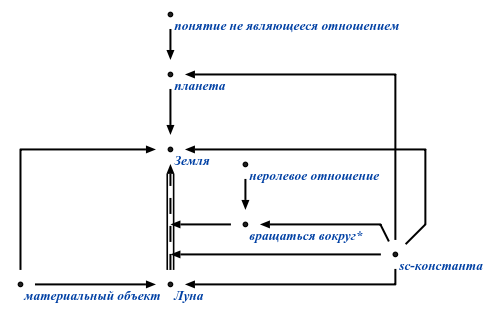 понятие не являющееся отношением
планета
Земля
неролевое отношение
вращаться вокруг*
sc-константа
материальный объект
Луна